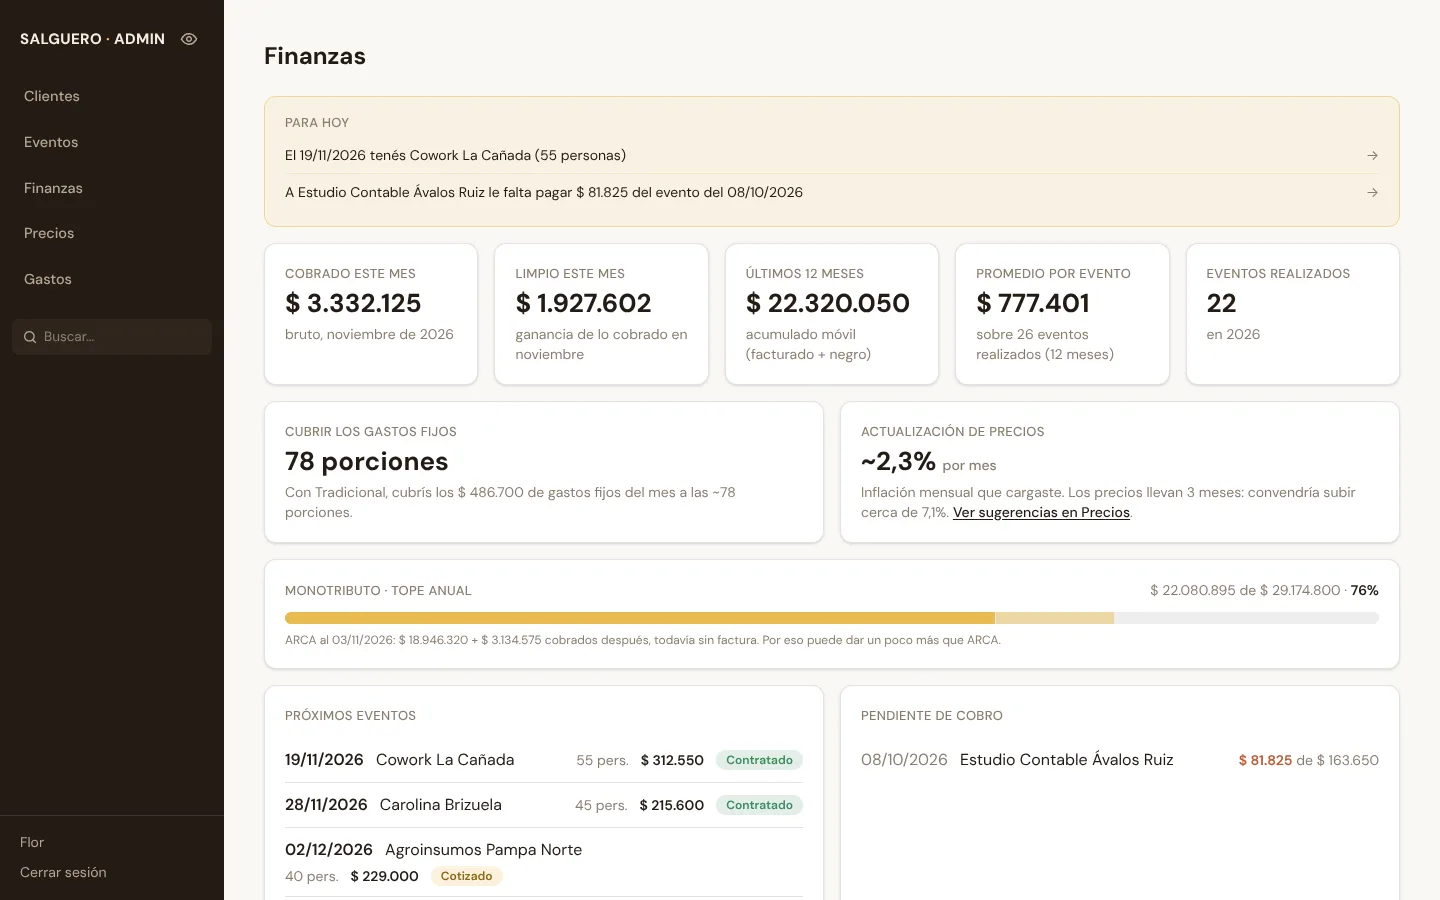 SALGUERO · ADMIN
Clientes
Eventos
Finanzas
Precios
Gastos
Buscar...
Flor
Cerrar sesión
Finanzas
PARA HOY
El 19/11/2026 tenés Cowork La Cañada (55 personas) →
A Estudio Contable Ávalos Ruiz le falta pagar $ 81.825 del evento del 08/10/2026 →
COBRADO ESTE MES
$ 3.332.125
bruto, noviembre de 2026
LIMPIO ESTE MES
$ 1.927.602
ganancia de lo cobrado en
noviembre
ÚLTIMOS 12 MESES
$ 22.320.050
acumulado móvil
(facturado + negro)
PROMEDIO POR EVENTO
$ 777.401
sobre 26 eventos
realizados (12 meses)
EVENTOS REALIZADOS
22
en 2026
CUBRIR LOS GASTOS FIJOS
78 porciones
Con Tradicional, cubrís los $ 486.700 de gastos fijos del mes a las ~78
porciones.
ACTUALIZACIÓN DE PRECIOS
~2,3% por mes
Inflación mensual que cargaste. Los precios llevan 3 meses: convendría subir
cerca de 7,1%. Ver sugerencias en Precios.
MONOTRIBUTO · TOPE ANUAL
$ 22.080.895 de $ 29.174.800 · 76%
ARCA al 03/11/2026: $ 18.946.320 + $ 3.134.575 cobrados después, todavía sin factura. Por eso puede dar un poco más que ARCA.
PRÓXIMOS EVENTOS
19/11/2026 Cowork La Cañada 55 pers. $ 312.550 Contratado
28/11/2026 Carolina Brizuela 45 pers. $ 215.600 Contratado
02/12/2026 Agroinsumos Pampa Norte
40 pers. $ 229.000 Cotizado
PENDIENTE DE COBRO
08/10/2026 Estudio Contable Ávalos Ruiz $ 81.825 de $ 163.650